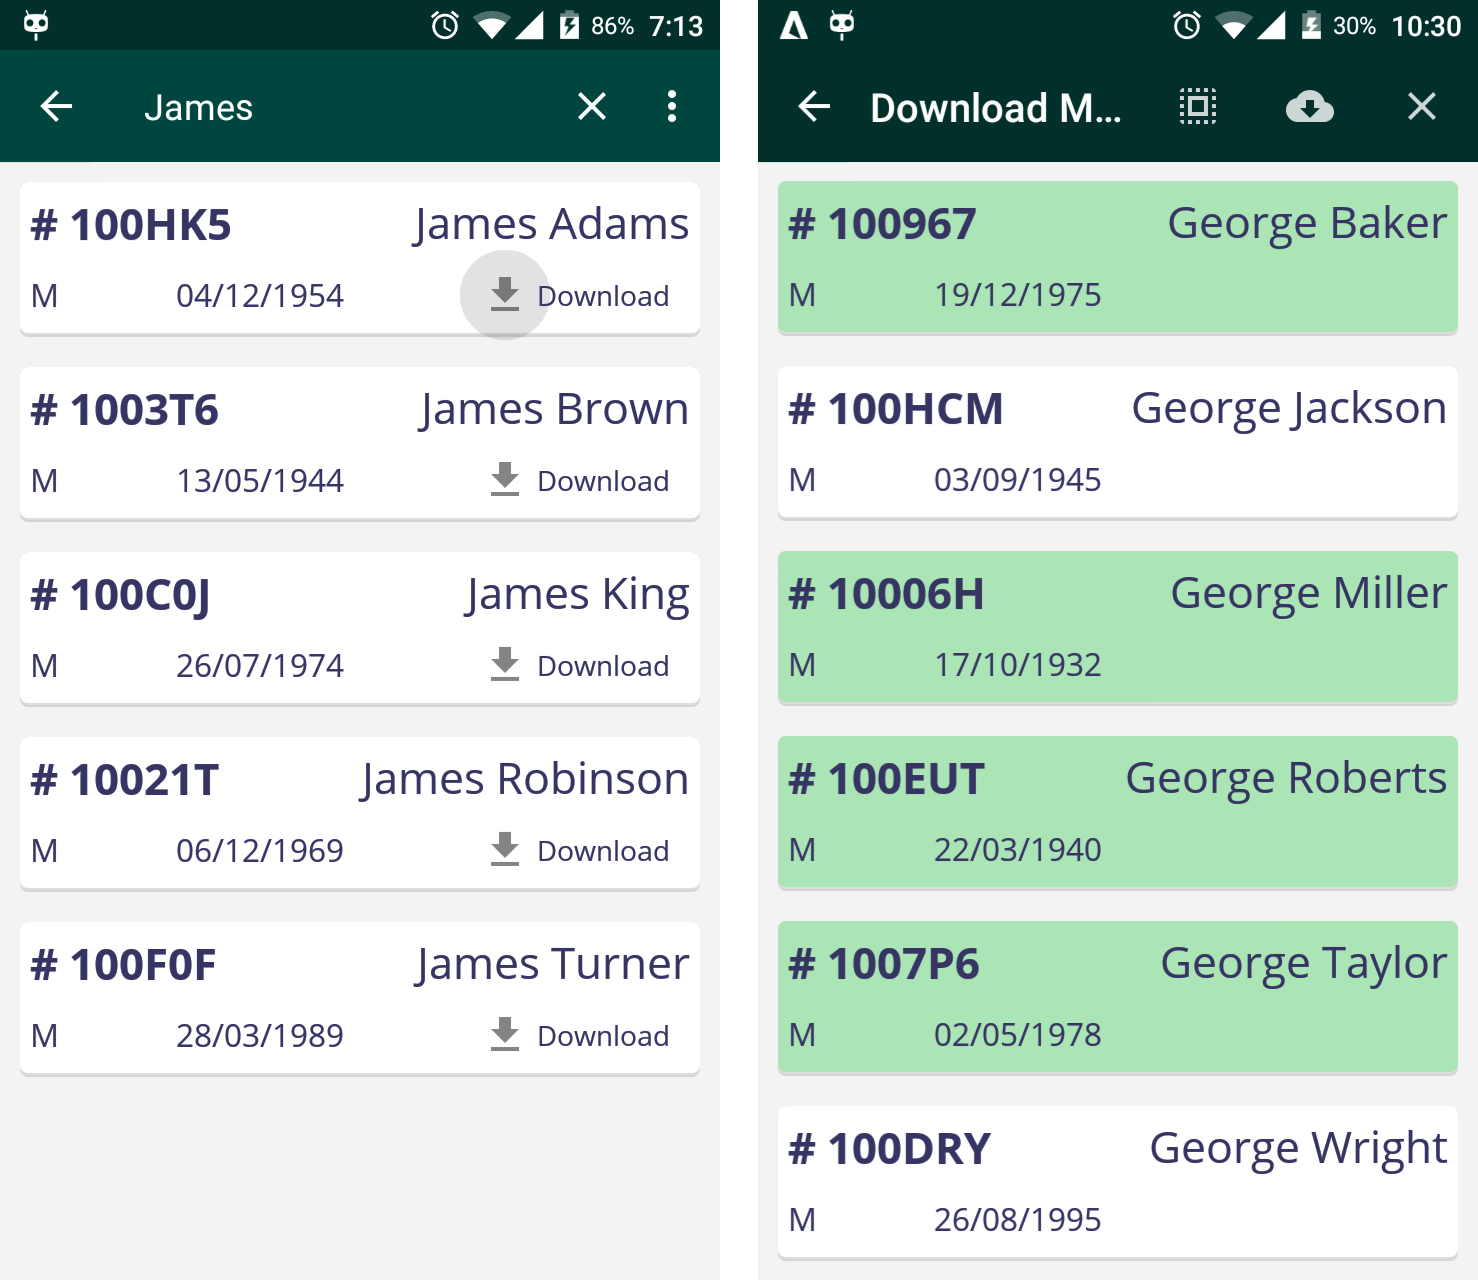 86% 7:13
James
# 100HK5 James Adams
M 04/12/1954 Download
# 1003T6 James Brown
M 13/05/1944 Download
# 100C0J James King
M 26/07/1974 Download
# 10021T James Robinson
M 06/12/1969 Download
# 100F0F James Turner
M 28/03/1989 Download
30% 10:30
Download M...
# 100967 George Baker
M 19/12/1975
# 100HCM George Jackson
M 03/09/1945
# 10006H George Miller
M 17/10/1932
# 100EUT George Roberts
M 22/03/1940
# 1007P6 George Taylor
M 02/05/1978
# 100DRY George Wright
M 26/08/1995